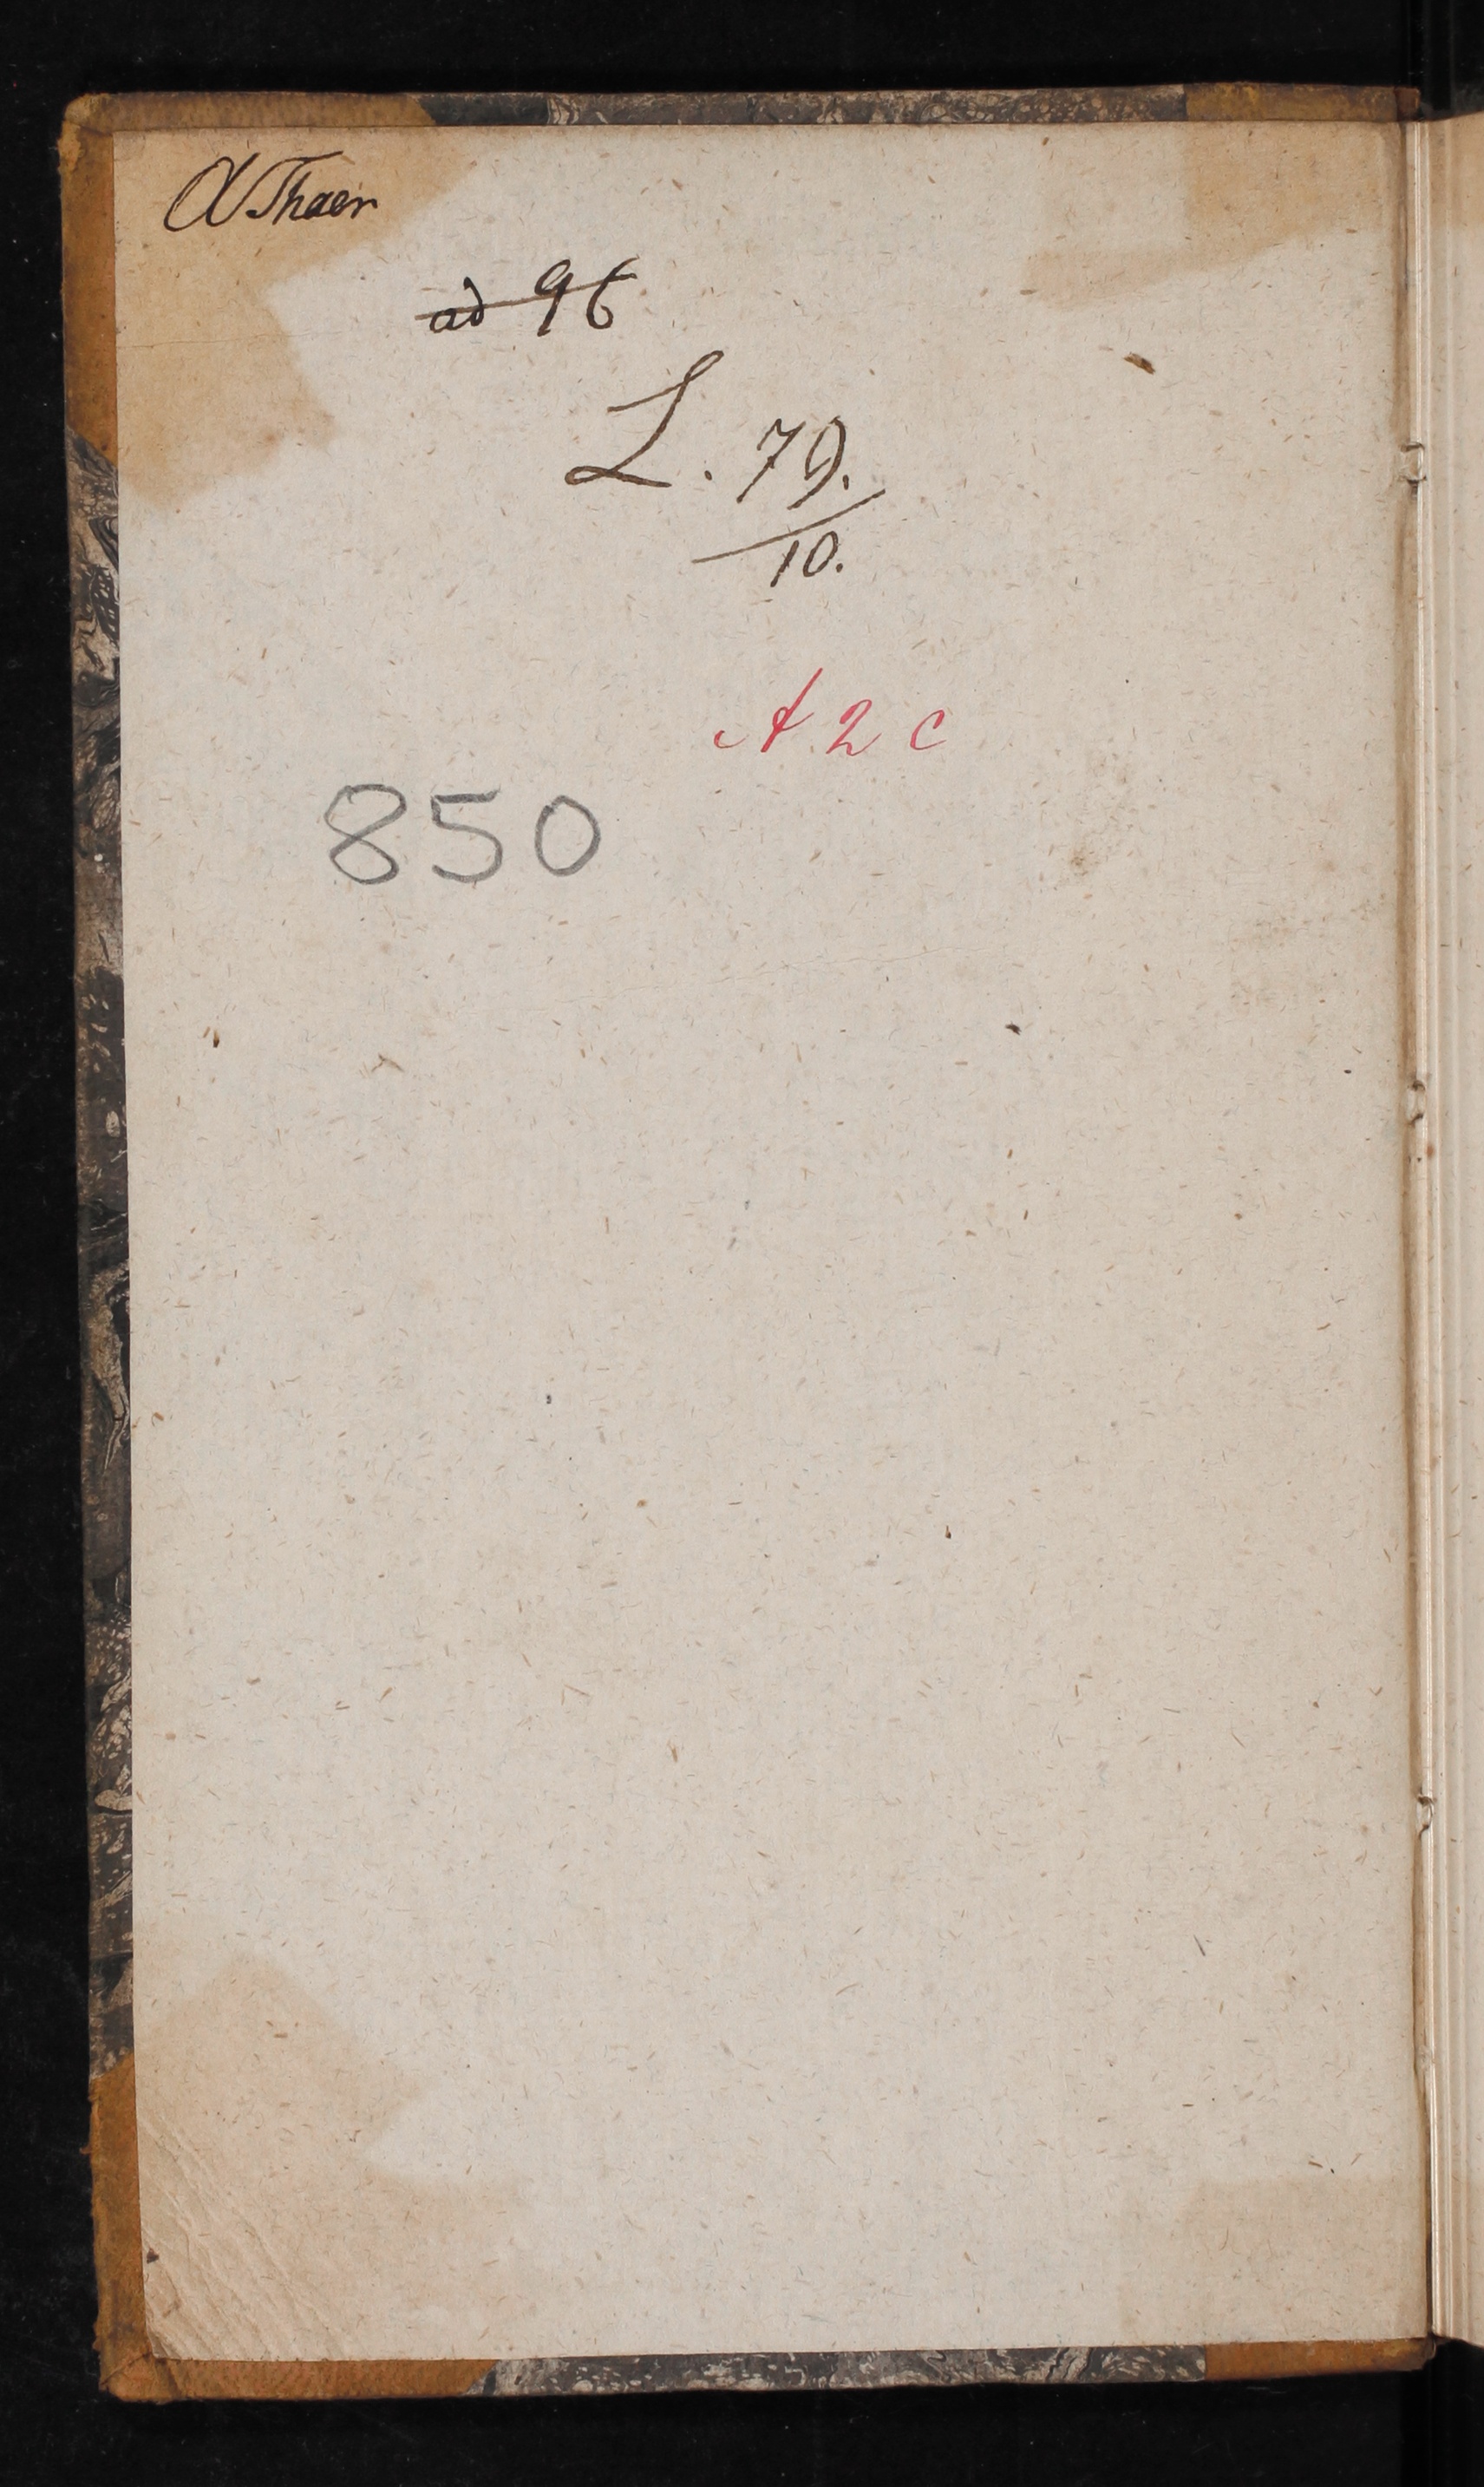 A Thaer
ad 96
L. 79.
10.
A 2 c
850